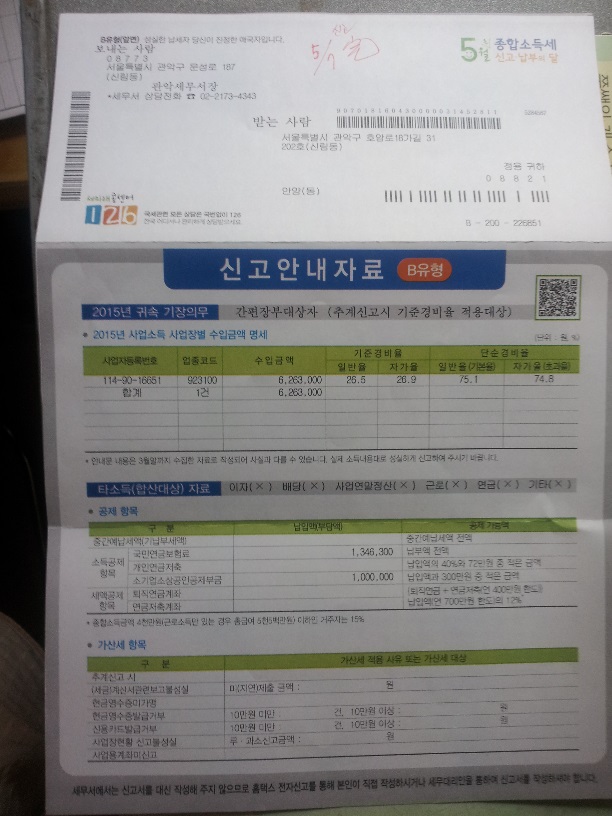 B유형(앞면) 성실한 납세자 당신이 진정한 애국자입니다.
보내는 사람
08773
서울특별시 관악구 문성로 187
(신림동)
관악세무서장
*세무서 상담전화 ☎ 02-2173-4343
5/7
5월 종합소득세
신고·납부의 달
받는 사람
서울특별시 관악구 호암로18가길 31
202호(신림동)
귀하
08821
안양(동)
B - 200 - 226851
126 국세관련 모든 상담은 국번없이 126
신고안내자료 B유형
2015년 귀속 기장의무 간편장부대상자 (추계신고시 기준경비율 적용대상)
• 2015년 사업소득 사업장별 수입금액 명세
(단위 : 원, %)
사업자등록번호 업종코드 수입금액 기준경비율 단순경비율
일반율 자가율 일반율(기본율) 자가율(초과율)
114-90-16651 923100 6,263,000 26.6 26.9 75.1 74.8
합계 1건 6,263,000
* 안내문 내용은 3월말까지 수집한 자료로 작성되어 사실과 다를 수 있습니다. 실제 소득내용대로 성실하게 신고하여 주시기 바랍니다.
타소득(합산대상) 자료 이자(×) 배당(×) 사업연말정산(×) 근로(×) 연금(×) 기타(×)
• 공제 항목
구 분 납입액(부담액) 공제 가능액
중간예납세액(기납부세액) 중간예납세액 전액
소득공제 항목 국민연금보험료 1,346,300 납부액 전액
개인연금저축 납입액의 40%와 72만원 중 적은 금액
소기업소상공인공제부금 1,000,000 납입액과 300만원 중 적은 금액
세액공제 항목 퇴직연금계좌 (퇴직연금 + 연금저축(연 400만원 한도)
연금저축계좌 납입액(연 700만원 한도)의 12%
* 종합소득금액 4천만원(근로소득만 있는 경우 총급여 5천5백만원) 이하인 거주자는 15%
• 가산세 항목
구 분 가산세 적용 사유 또는 가산세 대상
추계신고 시
(세금)계산서관련보고불성실 미(지연)제출 금액 : 원
현금영수증미가맹
현금영수증발급거부 10만원 미만 건, 10만원 이상 : 원
신용카드발급거부 10만원 미만 건, 10만원 이상 : 원
사업장현황 신고불성실 무·과소신고금액 : 원
사업용계좌미신고
세무서에서는 신고서를 대신 작성해 주지 않으므로 홈택스 전자신고를 통해 본인이 직접 작성하시거나 세무대리인을 통하여 신고서를 작성하셔야 합니다.